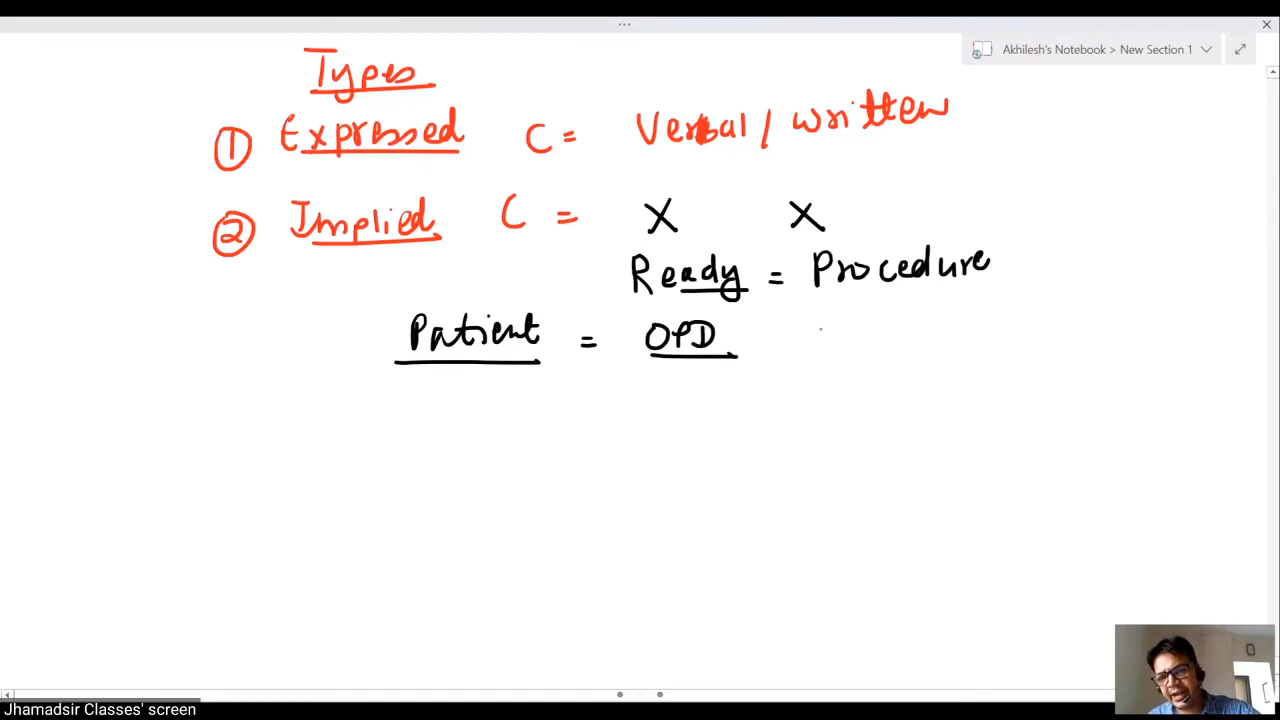 Akhilesh's Notebook > New Section 1
Types
① Expressed C = Verbal / written
② Implied C = X X
Ready = Procedure
Patient = OPD
Jhamadsir Classes' screen